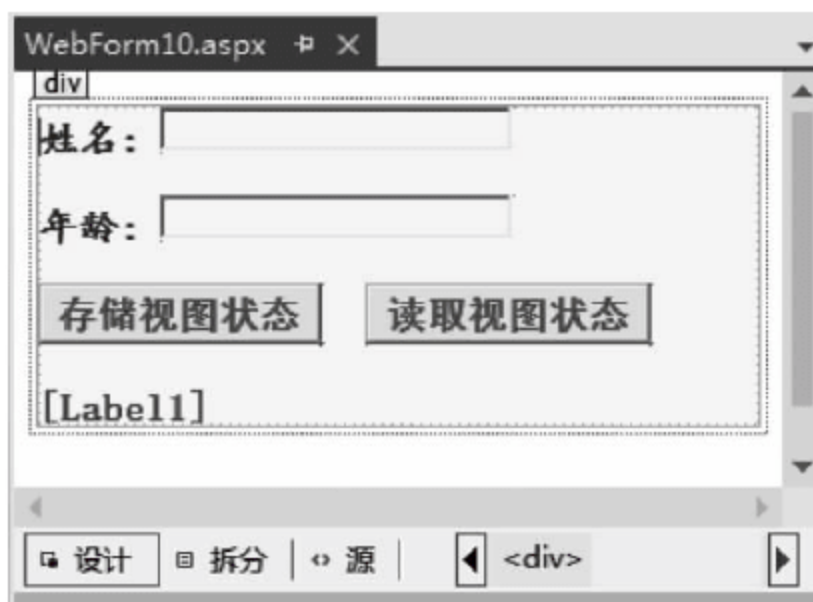 WebForm10.aspx
div
姓名：
年龄：
存储视图状态 读取视图状态
[Label1]
设计 拆分 源 <div>